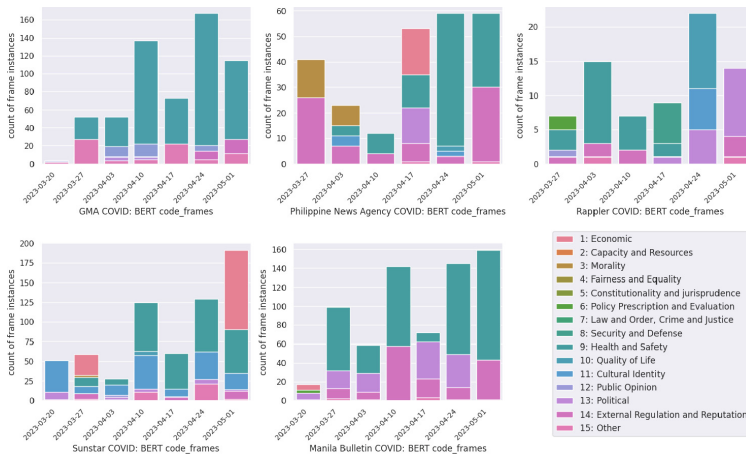 count of frame instances
160
140
120
100
80
60
40
20
0
2023-03-20
2023-03-27
2023-04-03
2023-04-10
2023-04-17
2023-04-24
2023-05-01
GMA COVID: BERT code_frames
count of frame instances
60
50
40
30
20
10
0
2023-03-27
2023-04-03
2023-04-10
2023-04-17
2023-04-24
2023-05-01
Philippine News Agency COVID: BERT code_frames
count of frame instances
20
15
10
5
0
2023-03-27
2023-04-03
2023-04-10
2023-04-17
2023-04-24
2023-05-01
Rappler COVID: BERT code_frames
count of frame instances
200
175
150
125
100
75
50
25
0
2023-03-20
2023-03-27
2023-04-03
2023-04-10
2023-04-17
2023-04-24
2023-05-01
Sunstar COVID: BERT code_frames
count of frame instances
160
140
120
100
80
60
40
20
0
2023-03-20
2023-03-27
2023-04-03
2023-04-10
2023-04-17
2023-04-24
2023-05-01
Manila Bulletin COVID: BERT code_frames
1: Economic
2: Capacity and Resources
3: Morality
4: Fairness and Equality
5: Constitutionality and jurisprudence
6: Policy Prescription and Evaluation
7: Law and Order, Crime and Justice
8: Security and Defense
9: Health and Safety
10: Quality of Life
11: Cultural Identity
12: Public Opinion
13: Political
14: External Regulation and Reputation
15: Other